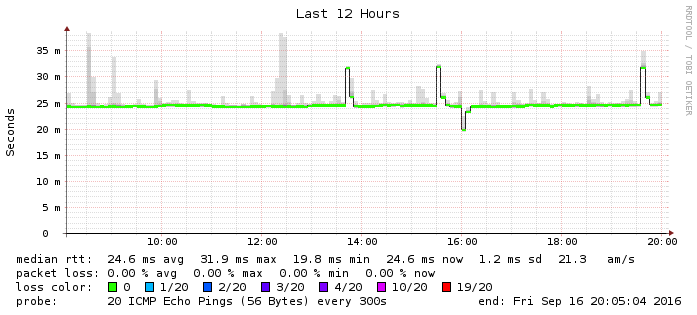 Last 12 Hours
RRDTOOL / TOBI OETIKER
Seconds
35 m
30 m
25 m
20 m
15 m
10 m
5 m
0
10:00 12:00 14:00 16:00 18:00 20:00
median rtt: 24.6 ms avg 31.9 ms max 19.8 ms min 24.6 ms now 1.2 ms sd 21.3 am/s
packet loss: 0.00 % avg 0.00 % max 0.00 % min 0.00 % now
loss color: 0 1/20 2/20 3/20 4/20 10/20 19/20
probe: 20 ICMP Echo Pings (56 Bytes) every 300s end: Fri Sep 16 20:05:04 2016